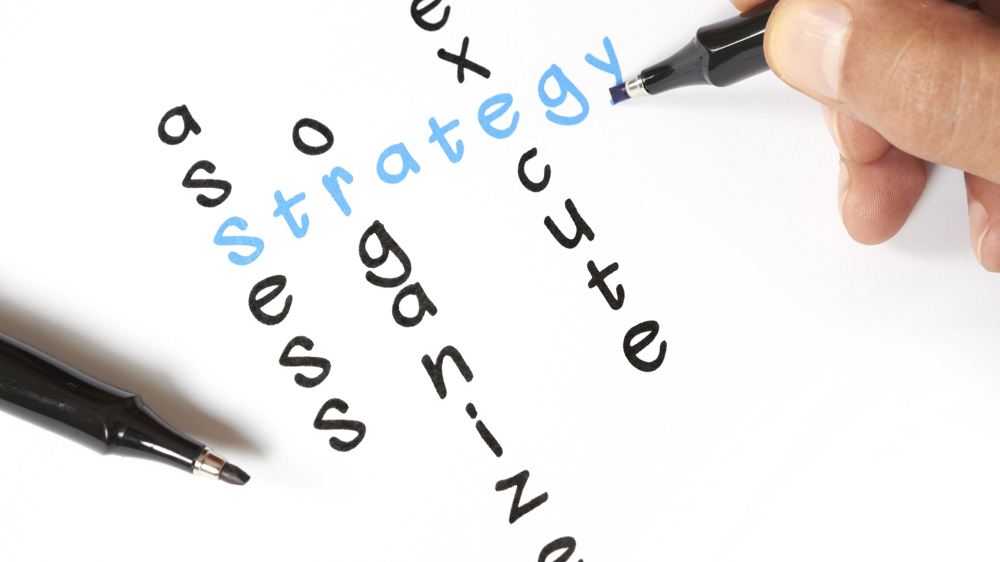 strategy
assess
organize
execute